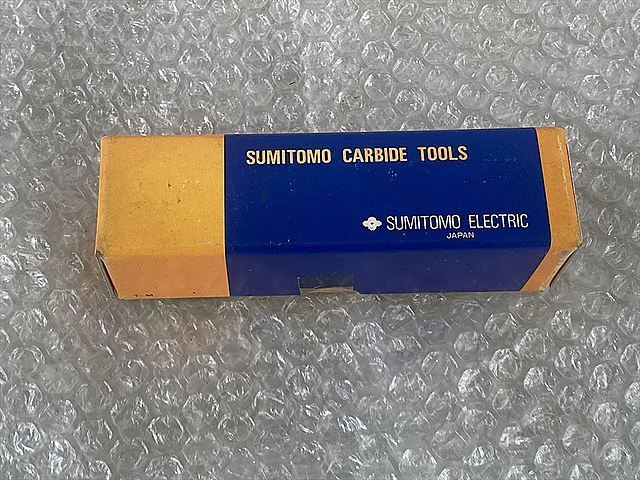 SUMITOMO CARBIDE TOOLS
SUMITOMO ELECTRIC
JAPAN